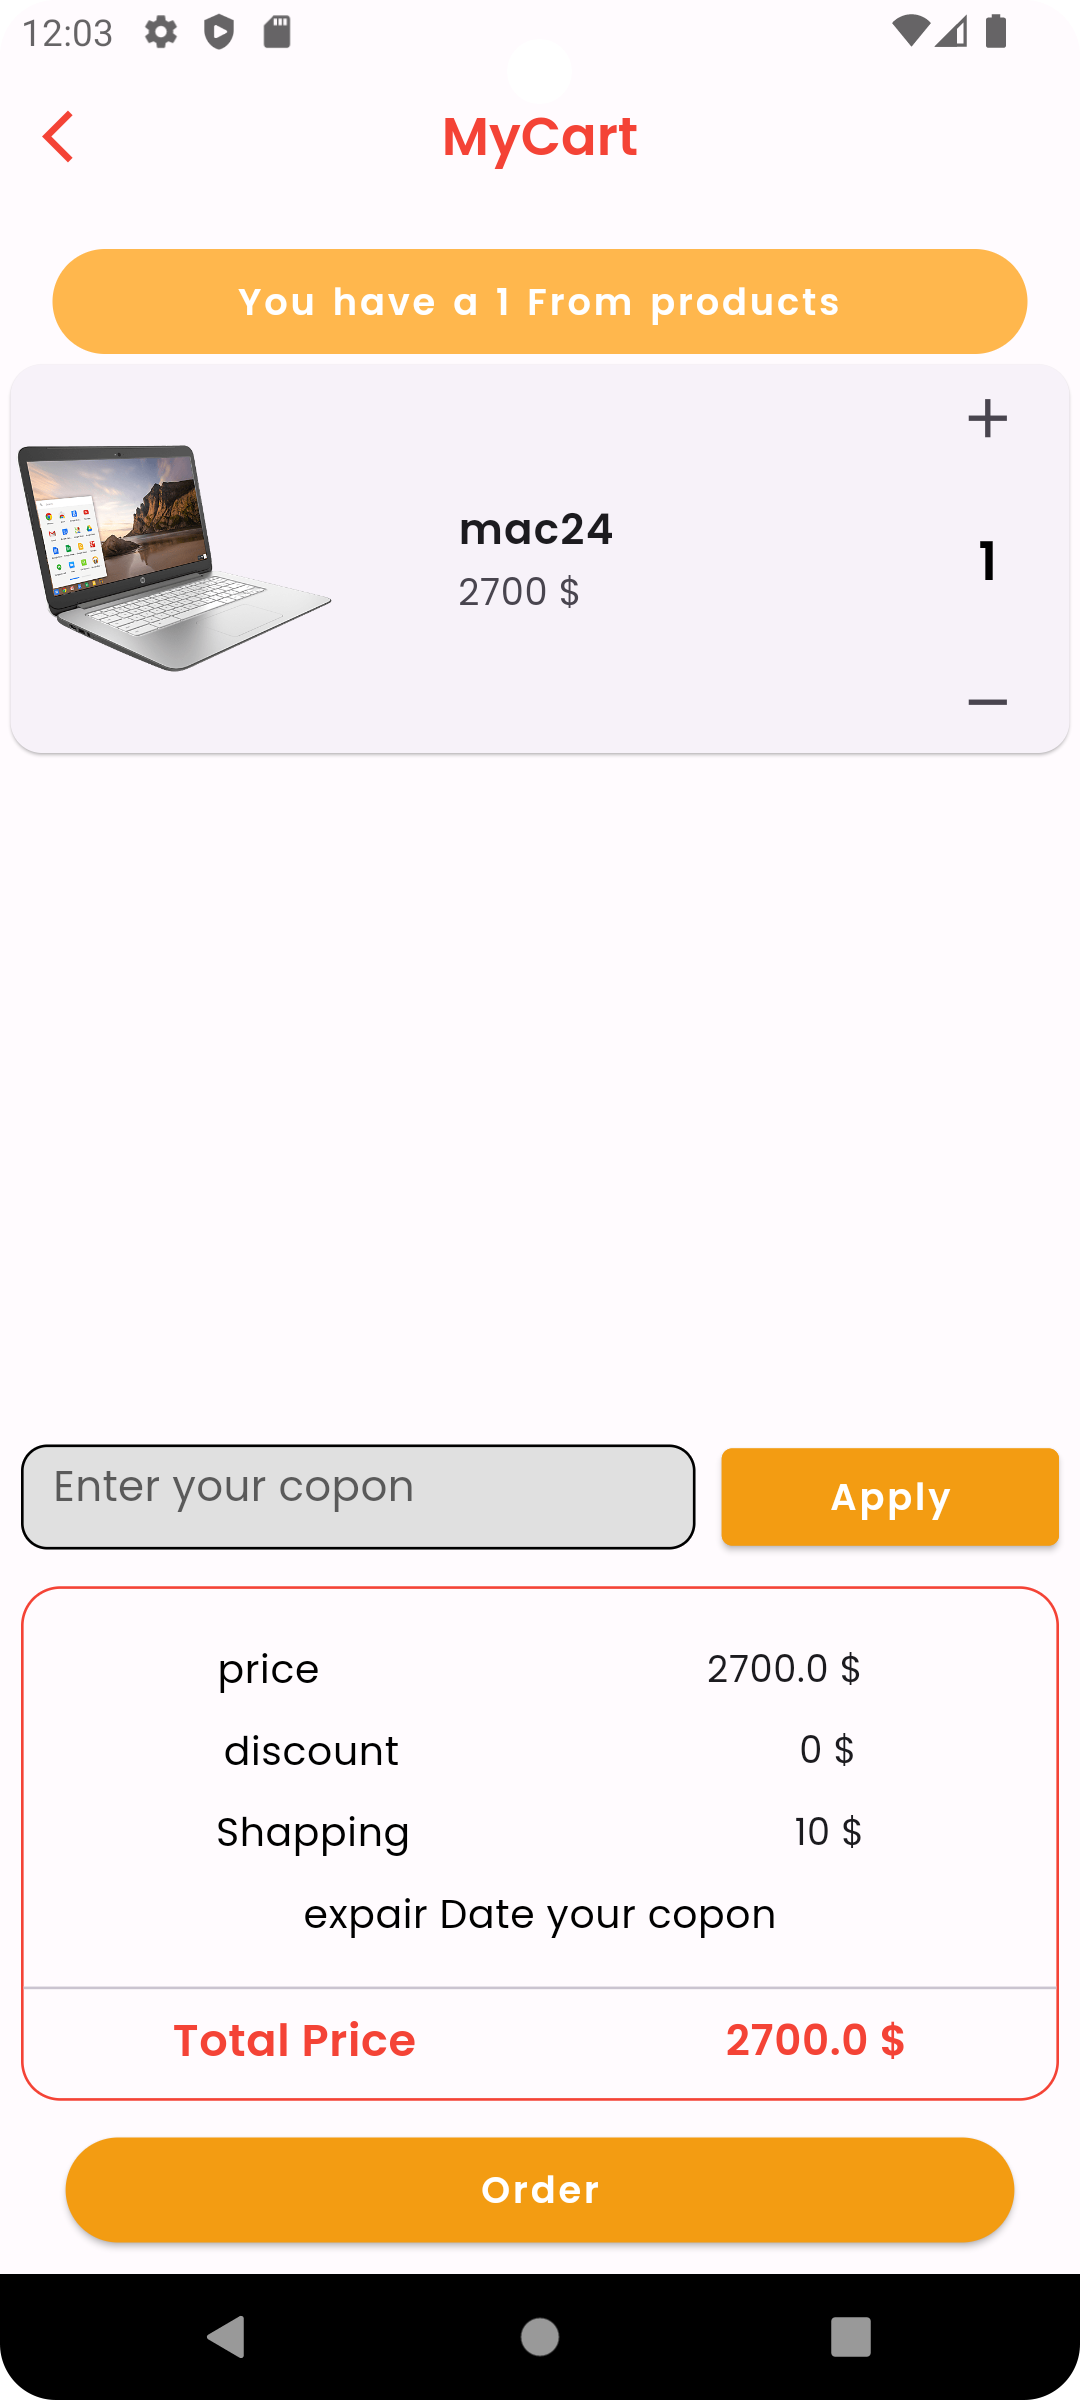 12:03
MyCart
You have a 1 From products
mac24
2700 $
1
Enter your copon
Apply
price 2700.0 $
discount 0 $
Shapping 10 $
expair Date your copon
Total Price 2700.0 $
Order